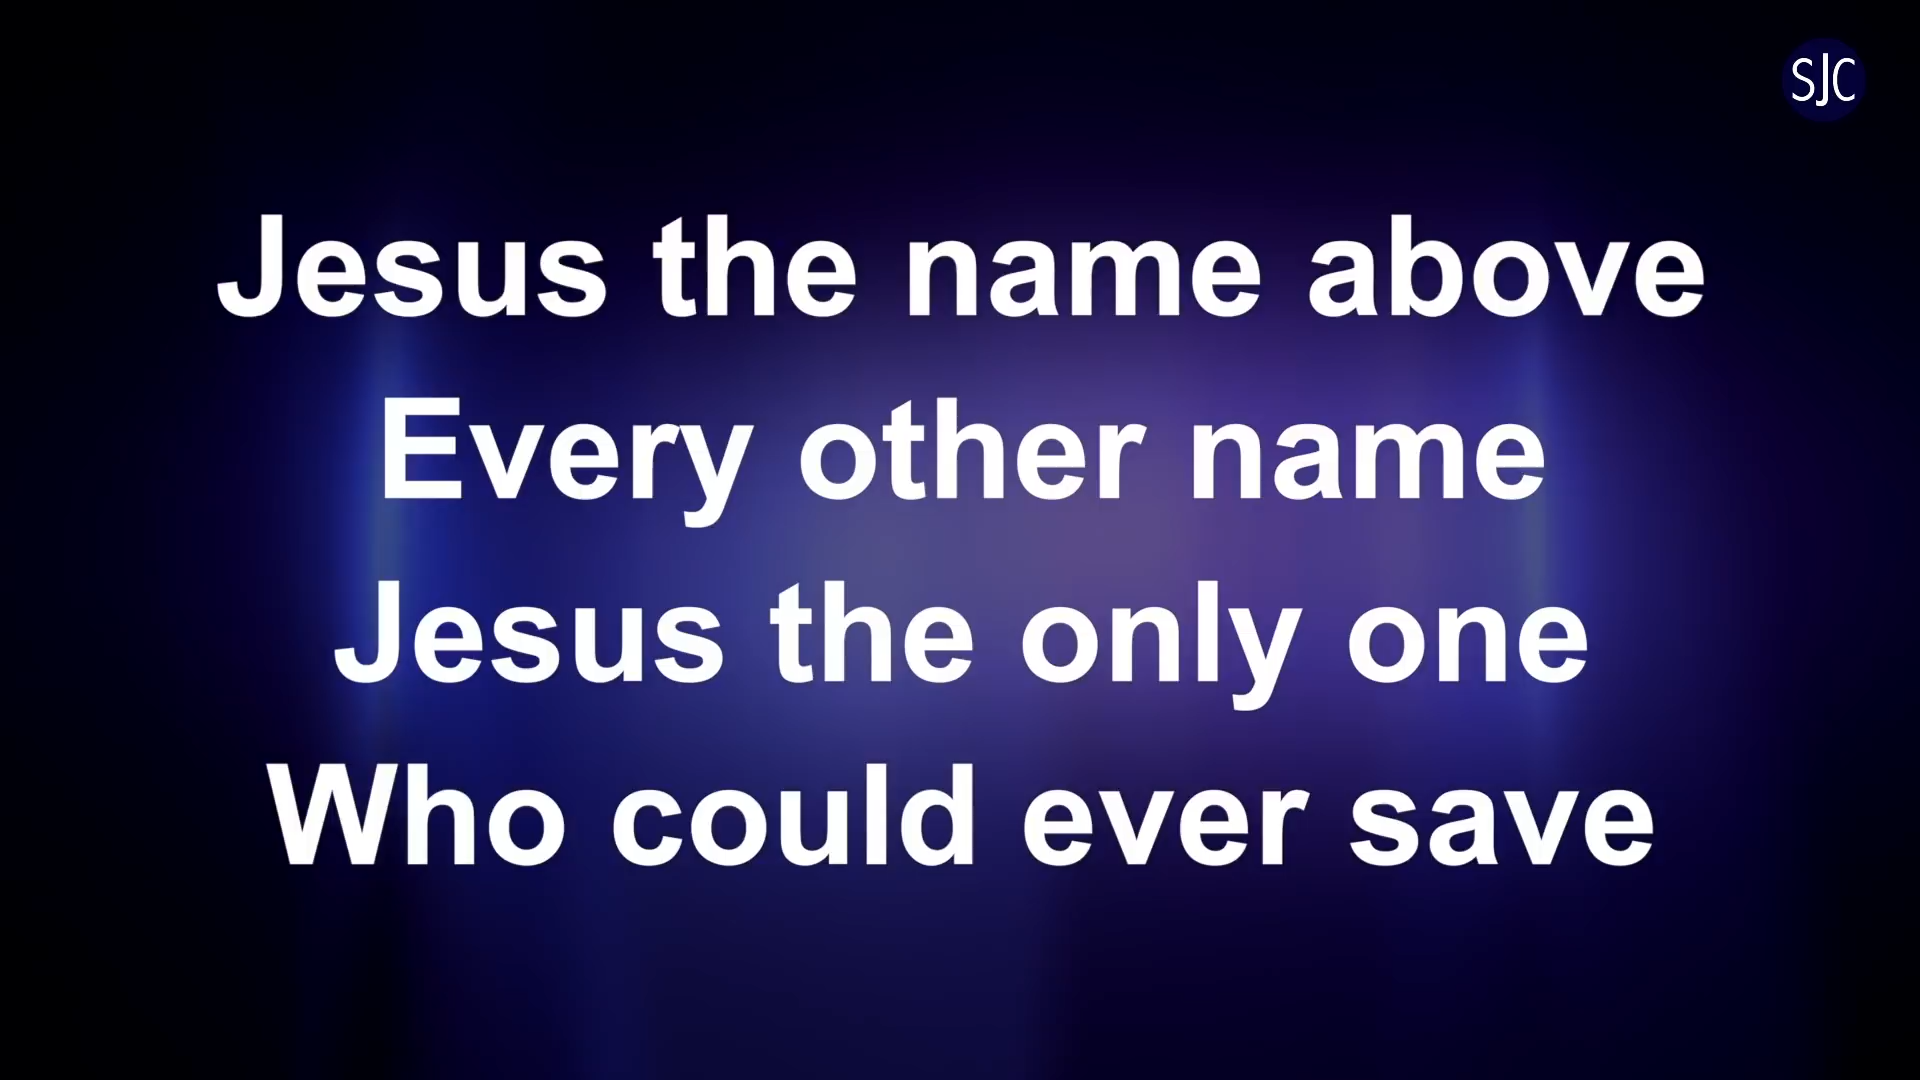 SJC
Jesus the name above
Every other name
Jesus the only one
Who could ever save